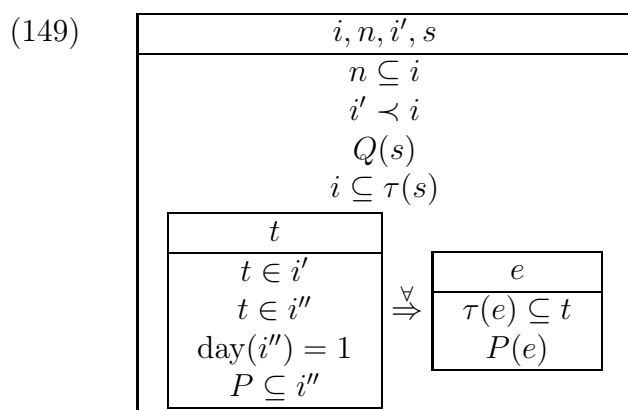 (149)
i, n, i′, s
n ⊆ i
i′ ≺ i
Q(s)
i ⊆ τ(s)
t
t ∈ i′
t ∈ i″
day(i″) = 1
P ⊆ i″
∀
⇒
e
τ(e) ⊆ t
P(e)